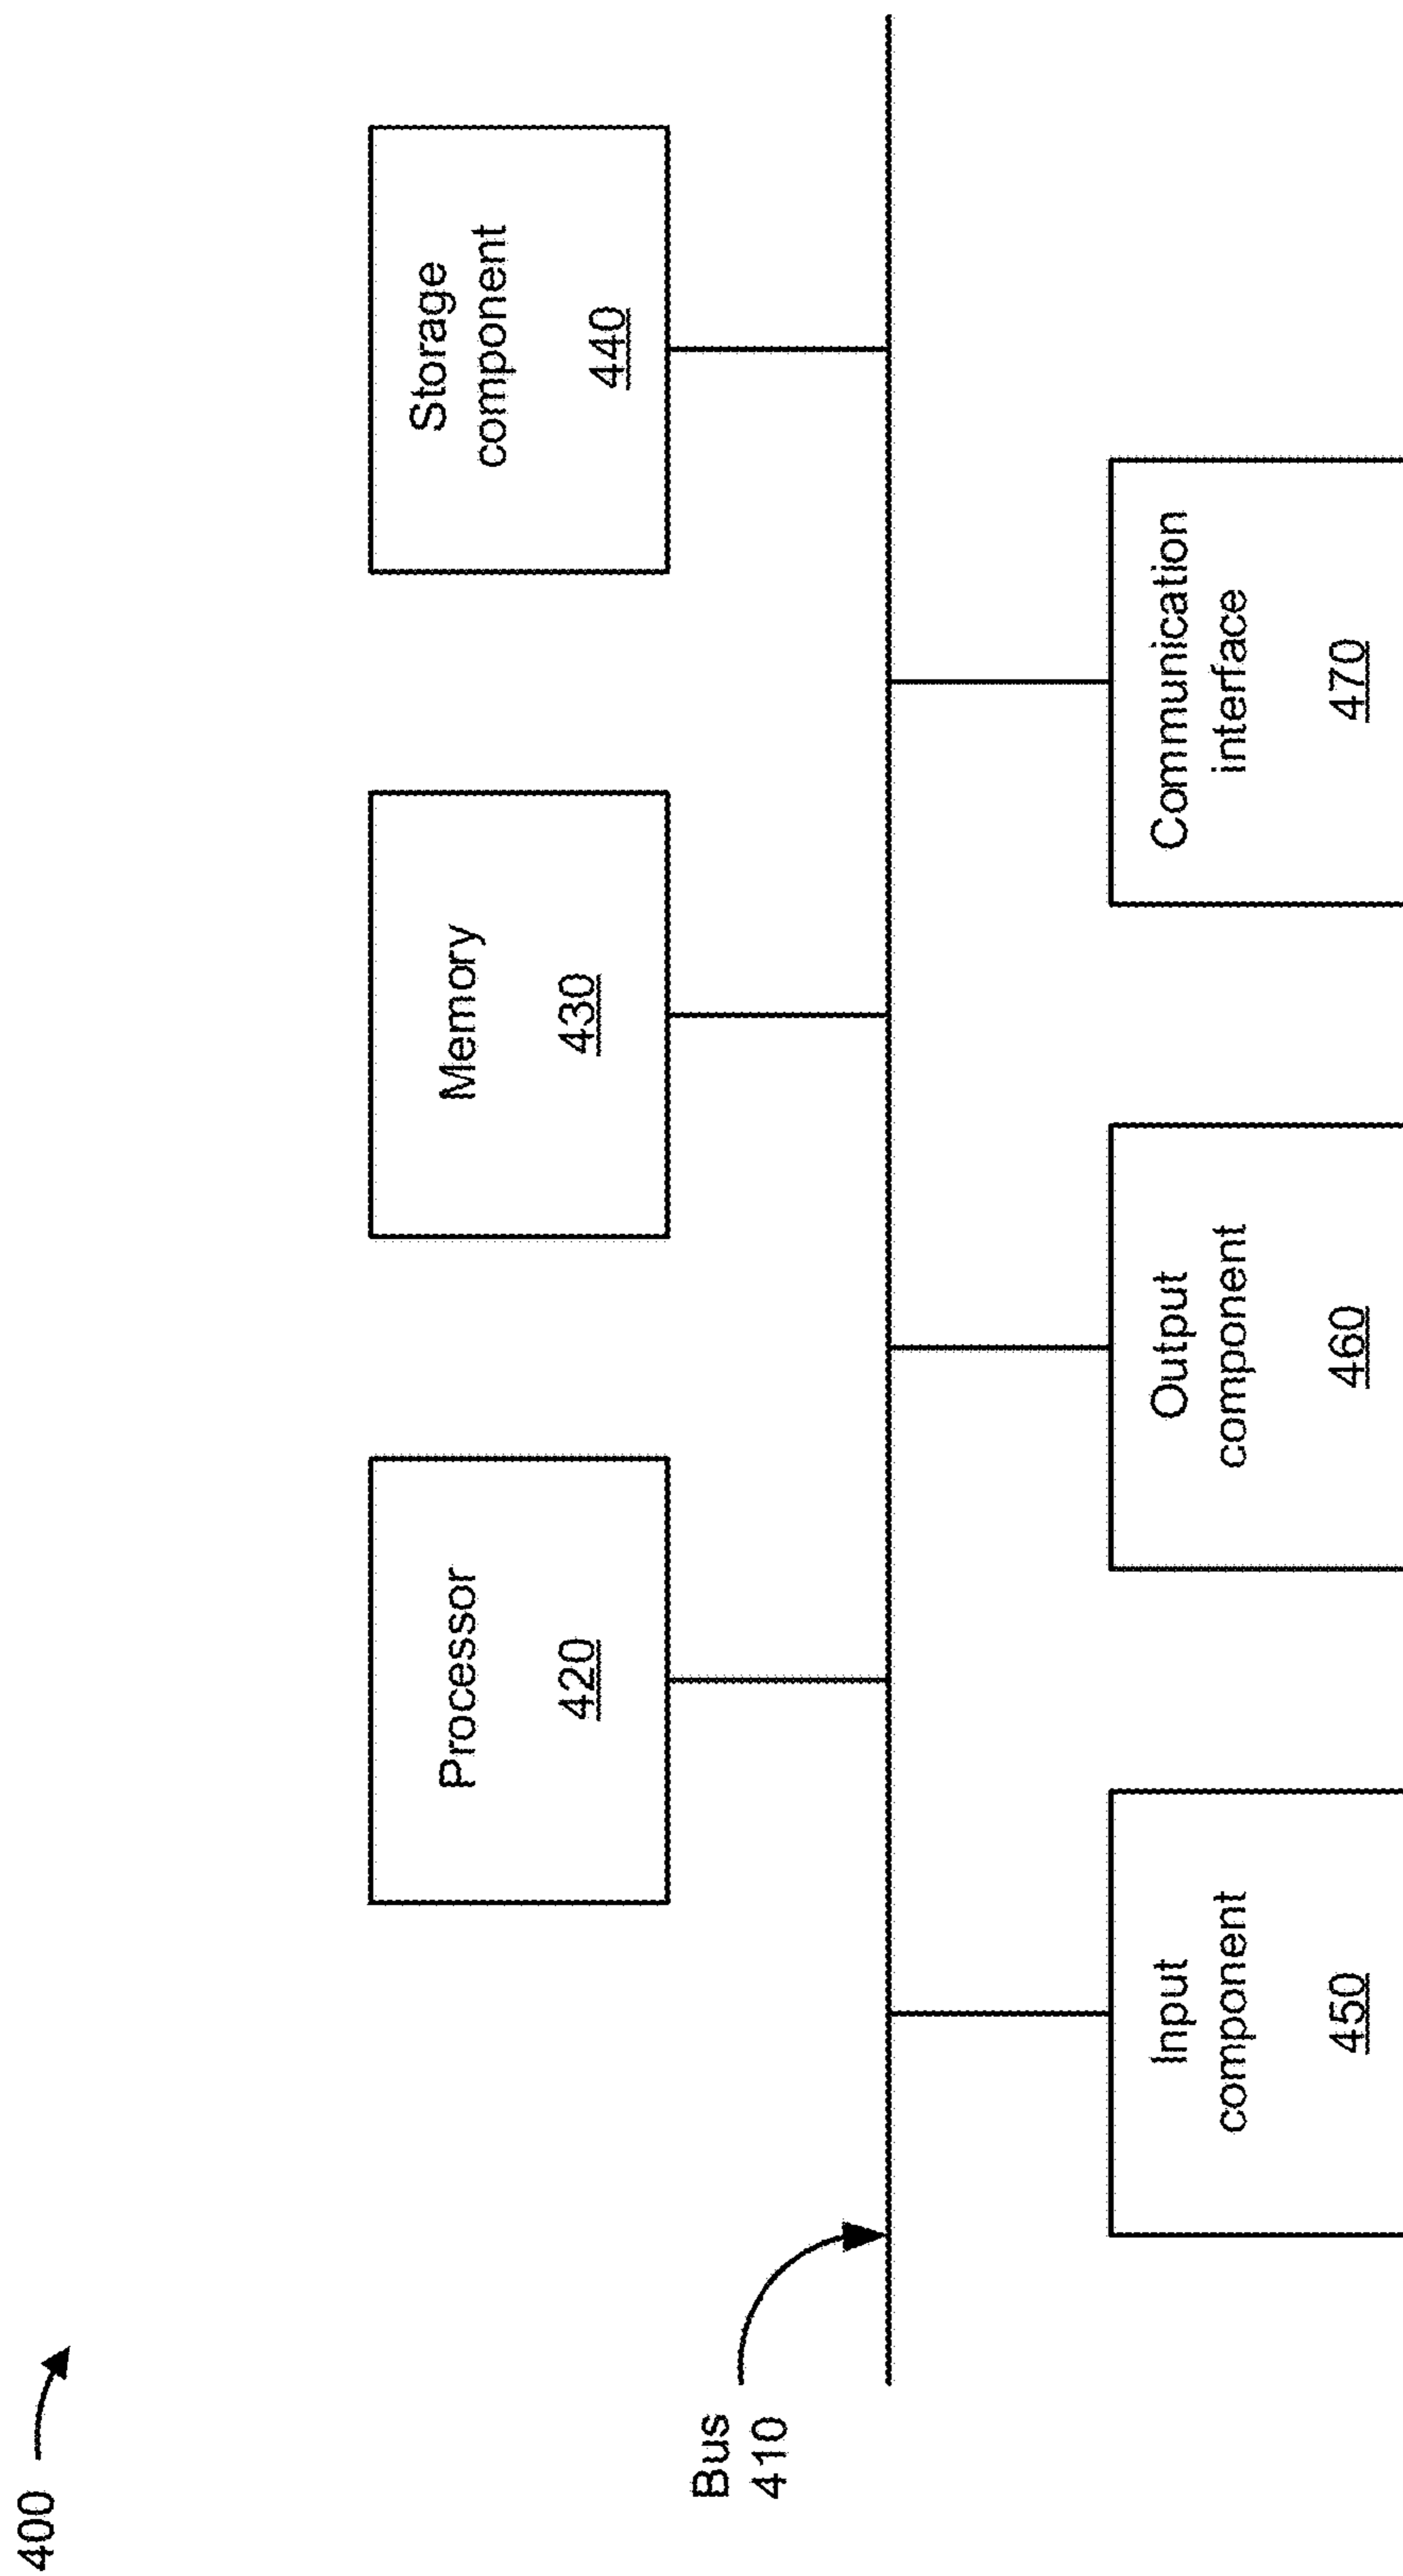 400
Processor
420
Memory
430
Storage
component
440
Bus
410
Input
component
450
Output
component
460
Communication
interface
470